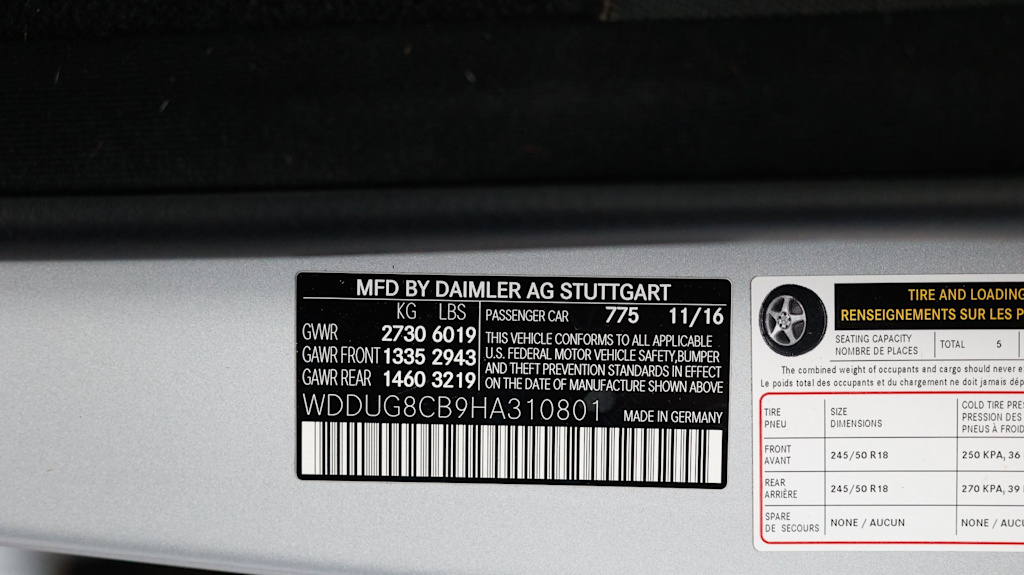 MFD BY DAIMLER AG STUTTGART
KG LBS
GWR 2730 6019
GAWR FRONT 1335 2943
GAWR REAR 1460 3219
PASSENGER CAR 775 11/16
THIS VEHICLE CONFORMS TO ALL APPLICABLE
U.S. FEDERAL MOTOR VEHICLE SAFETY,BUMPER
AND THEFT PREVENTION STANDARDS IN EFFECT
ON THE DATE OF MANUFACTURE SHOWN ABOVE
WDDUG8CB9HA310801 MADE IN GERMANY
TIRE AND LOADING
RENSEIGNEMENTS SUR LES P
SEATING CAPACITY
NOMBRE DE PLACES
TOTAL 5
The combined weight of occupants and cargo should never e
Le poids total des occupants et du chargement ne doit jamais dép
TIRE
PNEU
SIZE
DIMENSIONS
COLD TIRE PRES
PRESSION DES
PNEUS À FROID
FRONT
AVANT
245/50 R18
250 KPA, 36
REAR
ARRIÈRE
245/50 R18
270 KPA, 39
SPARE
DE SECOURS
NONE / AUCUN
NONE / AUC